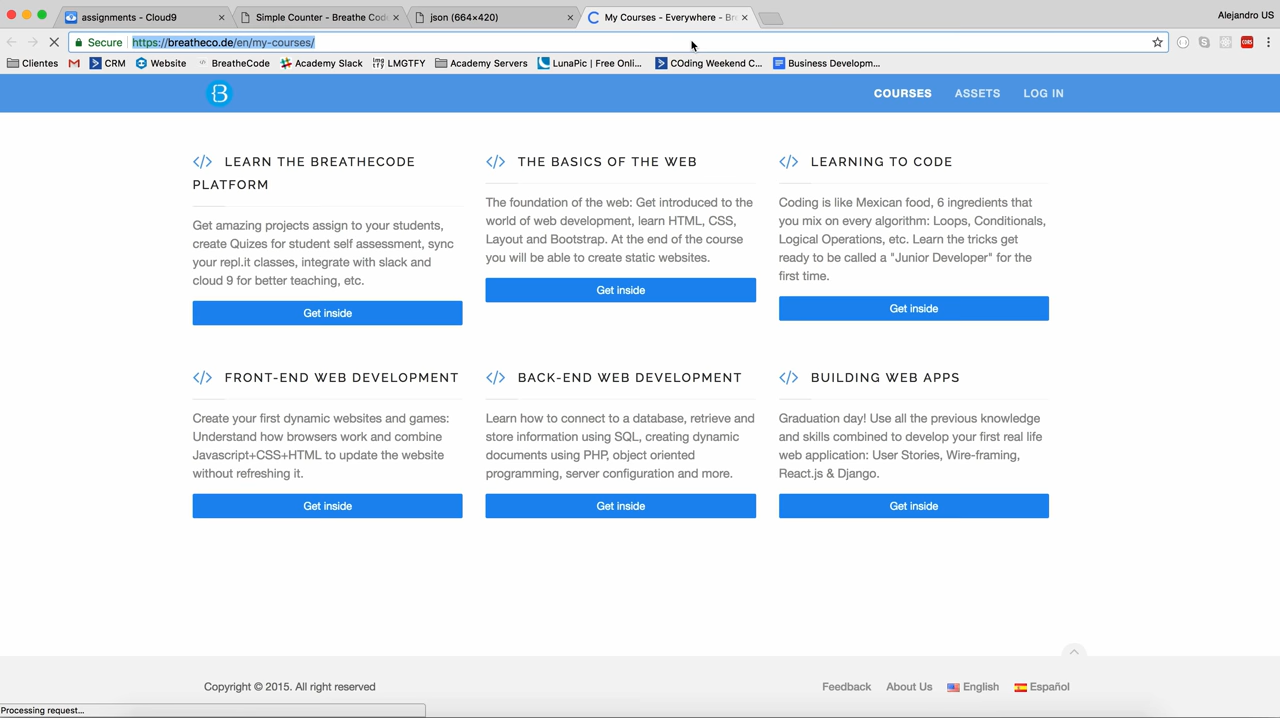 assignments - Cloud9
Simple Counter - Breathe Cod
json (664×420)
My Courses - Everywhere - Bre
Alejandro US
Secure
https://breatheco.de/en/my-courses/
Clientes
CRM
Website
BreatheCode
Academy Slack
LMGTFY
Academy Servers
LunaPic | Free Onli...
COding Weekend C...
Business Developm...
COURSES
ASSETS
LOG IN
</> LEARN THE BREATHECODE
PLATFORM
Get amazing projects assign to your students,
create Quizes for student self assessment, sync
your repl.it classes, integrate with slack and
cloud 9 for better teaching, etc.
Get inside
</> THE BASICS OF THE WEB
The foundation of the web: Get introduced to the
world of web development, learn HTML, CSS,
Layout and Bootstrap. At the end of the course
you will be able to create static websites.
Get inside
</> LEARNING TO CODE
Coding is like Mexican food, 6 ingredients that
you mix on every algorithm: Loops, Conditionals,
Logical Operations, etc. Learn the tricks get
ready to be called a "Junior Developer" for the
first time.
Get inside
</> FRONT-END WEB DEVELOPMENT
Create your first dynamic websites and games:
Understand how browsers work and combine
Javascript+CSS+HTML to update the website
without refreshing it.
Get inside
</> BACK-END WEB DEVELOPMENT
Learn how to connect to a database, retrieve and
store information using SQL, creating dynamic
documents using PHP, object oriented
programming, server configuration and more.
Get inside
</> BUILDING WEB APPS
Graduation day! Use all the previous knowledge
and skills combined to develop your first real life
web application: User Stories, Wire-framing,
React.js & Django.
Get inside
Copyright © 2015. All right reserved
Feedback
About Us
English
Español
Processing request...